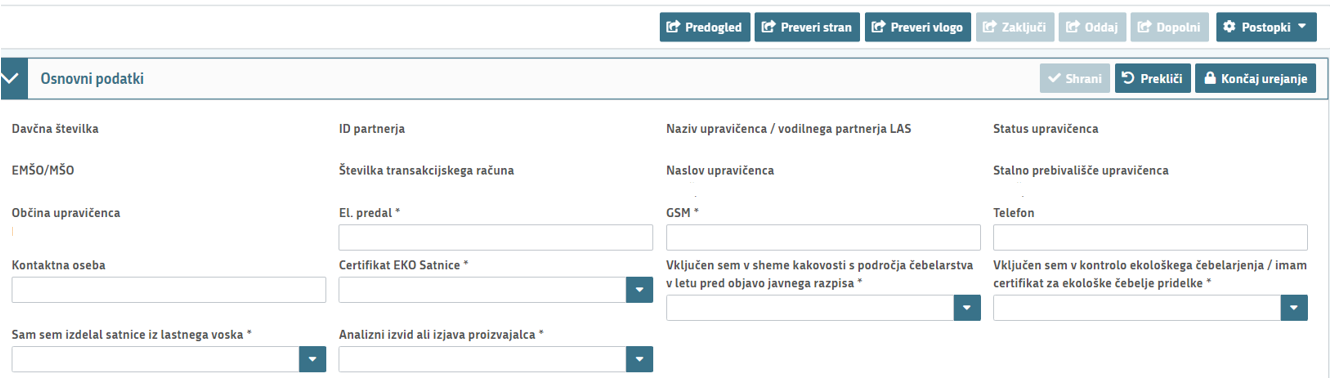 Predogled Preveri stran Preveri vlogo Zaključi Oddaj Dopolni Postopki
Osnovni podatki Shrani Prekliči Končaj urejanje
Davčna številka ID partnerja Naziv upravičenca / vodilnega partnerja LAS Status upravičenca
EMŠO/MŠO Številka transakcijskega računa Naslov upravičenca Stalno prebivališče upravičenca
Občina upravičenca El. predal * GSM * Telefon
Kontaktna oseba Certifikat EKO Satnice * Vključen sem v sheme kakovosti s področja čebelarstva Vključen sem v kontrolo ekološkega čebelarjenja / imam
v letu pred objavo javnega razpisa * certifikat za ekološke čebelje pridelke *
Sam sem izdelal satnice iz lastnega voska * Analizni izvid ali izjava proizvajalca *